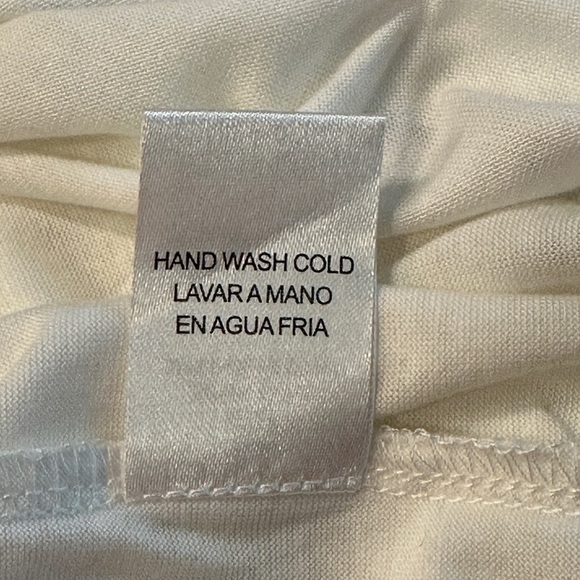 HAND WASH COLD
LAVAR A MANO
EN AGUA FRIA